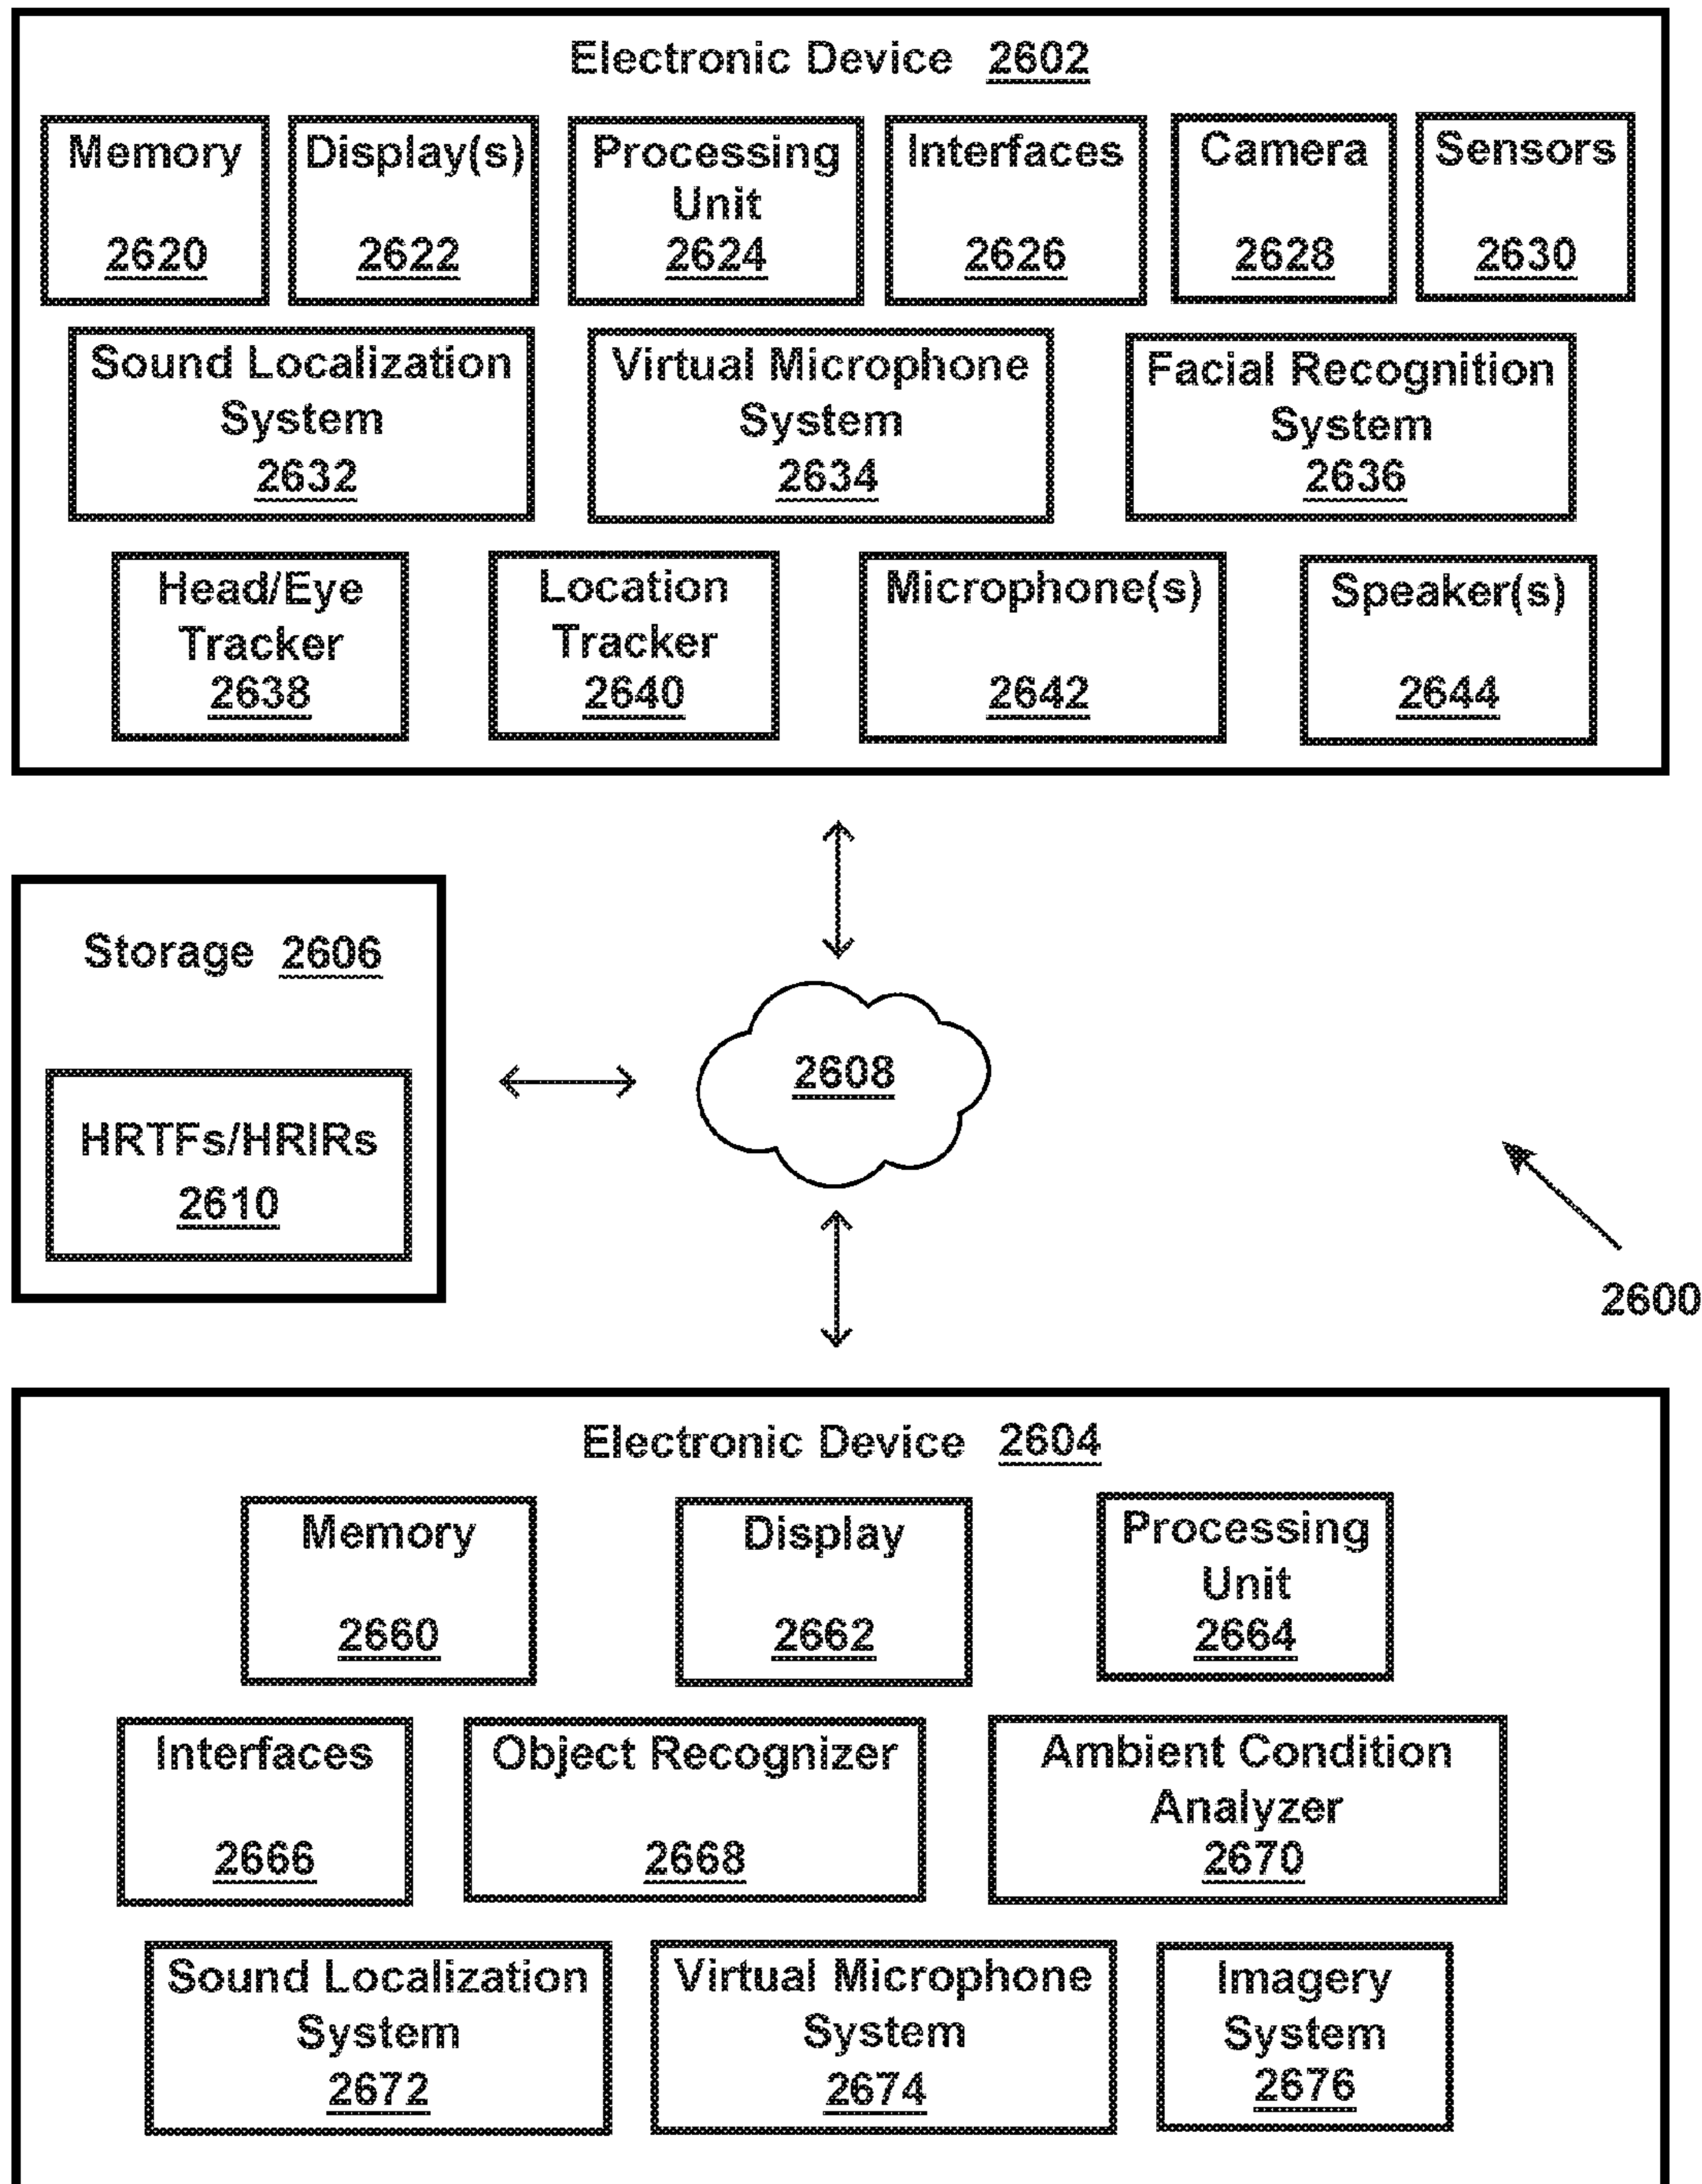 Electronic Device 2602
Memory
2620
Display(s)
2622
Processing
Unit
2624
Interfaces
2626
Camera
2628
Sensors
2630
Sound Localization
System
2632
Virtual Microphone
System
2634
Facial Recognition
System
2636
Head/Eye
Tracker
2638
Location
Tracker
2640
Microphone(s)
2642
Speaker(s)
2644
Storage 2606
HRTFs/HRIRs
2610
2608
2600
Electronic Device 2604
Memory
2660
Display
2662
Processing
Unit
2664
Interfaces
2666
Object Recognizer
2668
Ambient Condition
Analyzer
2670
Sound Localization
System
2672
Virtual Microphone
System
2674
Imagery
System
2676